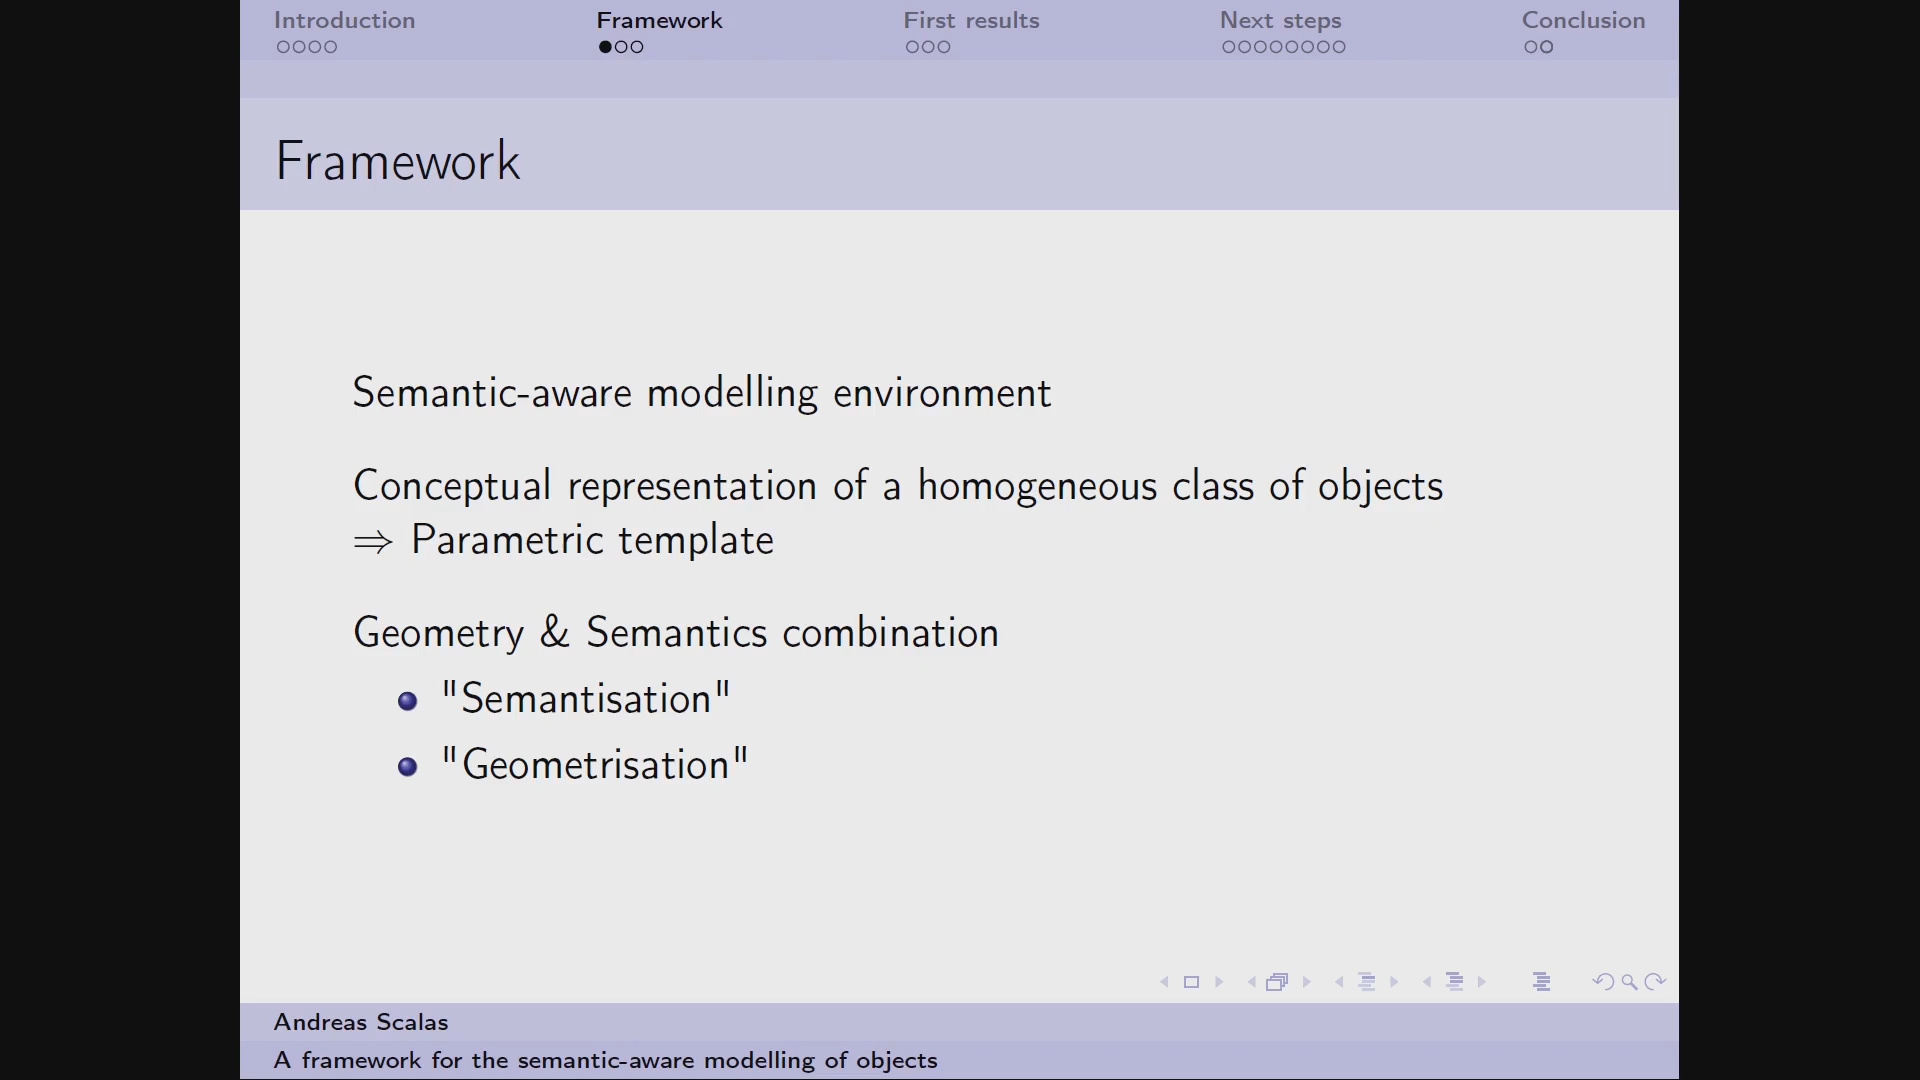 Introduction
Framework
First results
Next steps
Conclusion
Framework
Semantic-aware modelling environment
Conceptual representation of a homogeneous class of objects
⇒ Parametric template
Geometry & Semantics combination
"Semantisation"
"Geometrisation"
Andreas Scalas
A framework for the semantic-aware modelling of objects